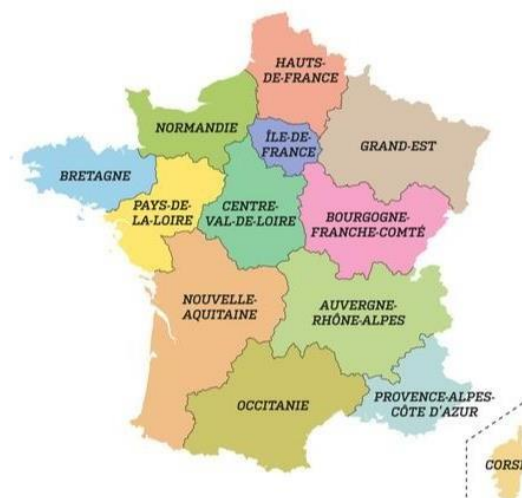 HAUTS-
DE-FRANCE
NORMANDIE
ÎLE-DE-
FRANCE
GRAND-EST
BRETAGNE
PAYS-DE-
LA-LOIRE
CENTRE-
VAL-DE-LOIRE
BOURGOGNE-
FRANCHE-COMTÉ
NOUVELLE-
AQUITAINE
AUVERGNE-
RHÔNE-ALPES
OCCITANIE
PROVENCE-ALPES-
CÔTE D'AZUR
CORS